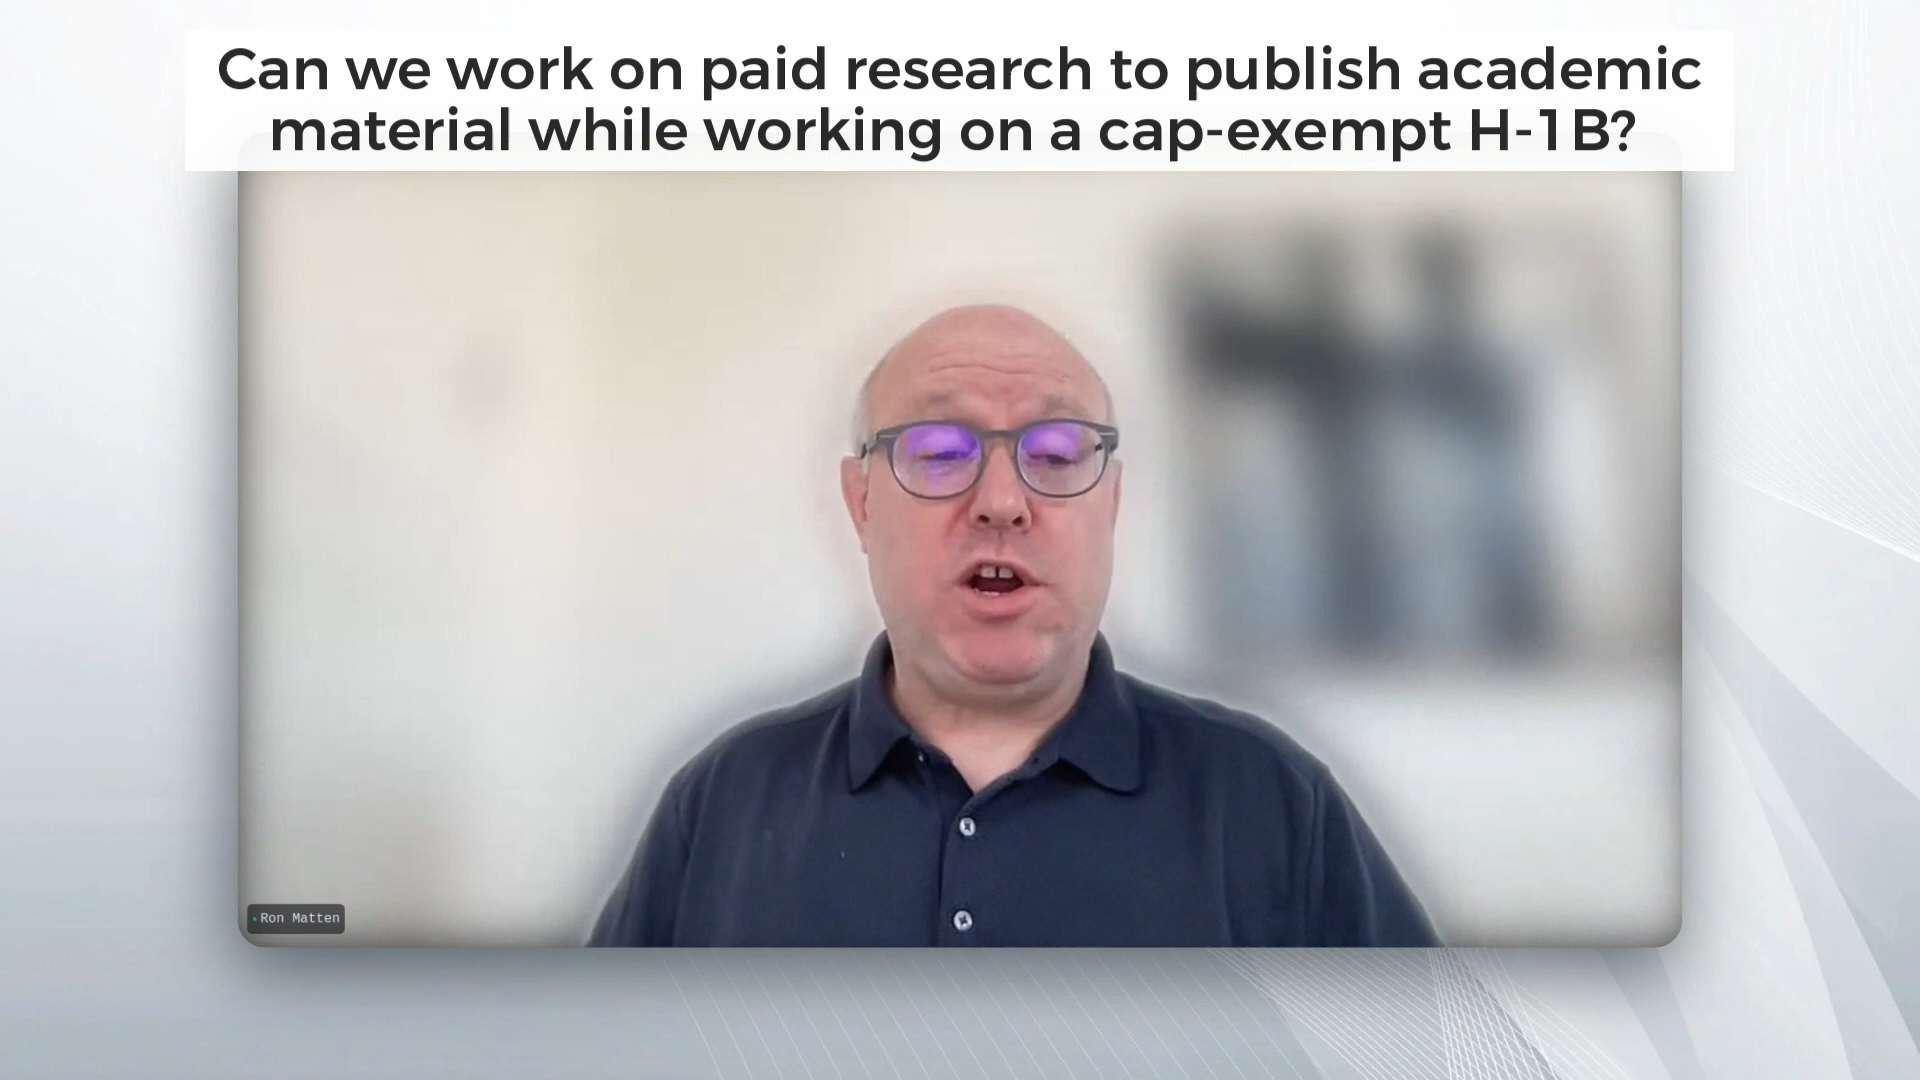 Can we work on paid research to publish academic
material while working on a cap-exempt H-1B?
Ron Matten